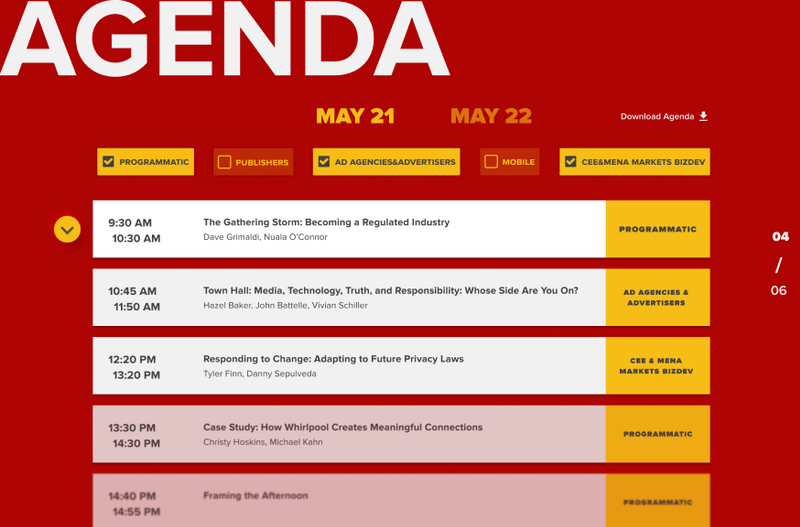 AGENDA
MAY 21
MAY 22
Download Agenda
PROGRAMMATIC
PUBLISHERS
AD AGENCIES&ADVERTISERS
MOBILE
CEE&MENA MARKETS BIZDEV
9:30 AM
10:30 AM
The Gathering Storm: Becoming a Regulated Industry
Dave Grimaldi, Nuala O'Connor
PROGRAMMATIC
04
/
06
10:45 AM
11:50 AM
Town Hall: Media, Technology, Truth, and Responsibility: Whose Side Are You On?
Hazel Baker, John Battelle, Vivian Schiller
AD AGENCIES &
ADVERTISERS
12:20 PM
13:20 PM
Responding to Change: Adapting to Future Privacy Laws
Tyler Finn, Danny Sepulveda
CEE & MENA
MARKETS BIZDEV
13:30 PM
14:30 PM
Case Study: How Whirlpool Creates Meaningful Connections
Christy Hoskins, Michael Kahn
PROGRAMMATIC
14:40 PM
14:55 PM
Framing the Afternoon
PROGRAMMATIC